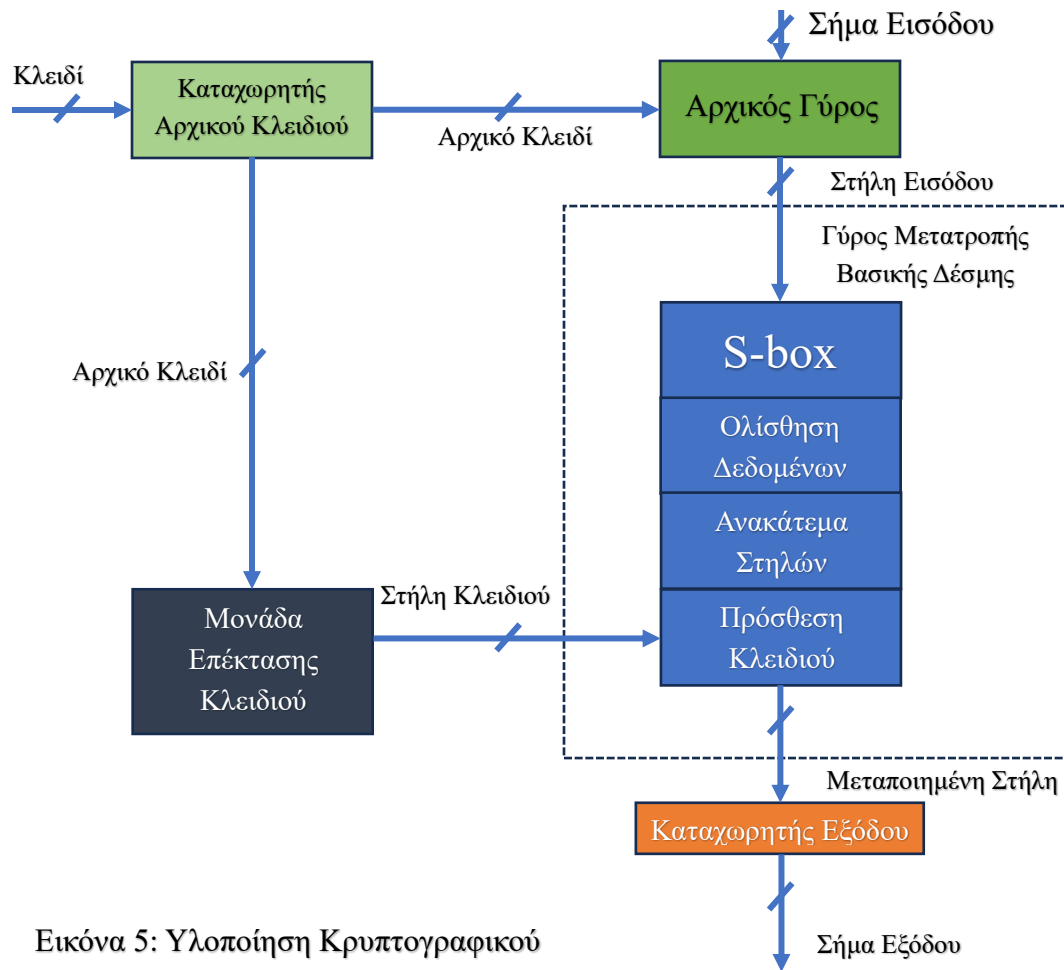 Σήμα Εισόδου
Κλειδί
Καταχωρητής
Αρχικού Κλειδιού
Αρχικό Κλειδί
Αρχικός Γύρος
Στήλη Εισόδου
Γύρος Μετατροπής
Βασικής Δέσμης
S-box
Ολίσθηση
Δεδομένων
Ανακάτεμα
Στηλών
Πρόσθεση
Κλειδιού
Αρχικό Κλειδί
Μονάδα
Επέκτασης
Κλειδιού
Στήλη Κλειδιού
Μεταποιημένη Στήλη
Καταχωρητής Εξόδου
Σήμα Εξόδου
Εικόνα 5: Υλοποίηση Κρυπτογραφικού